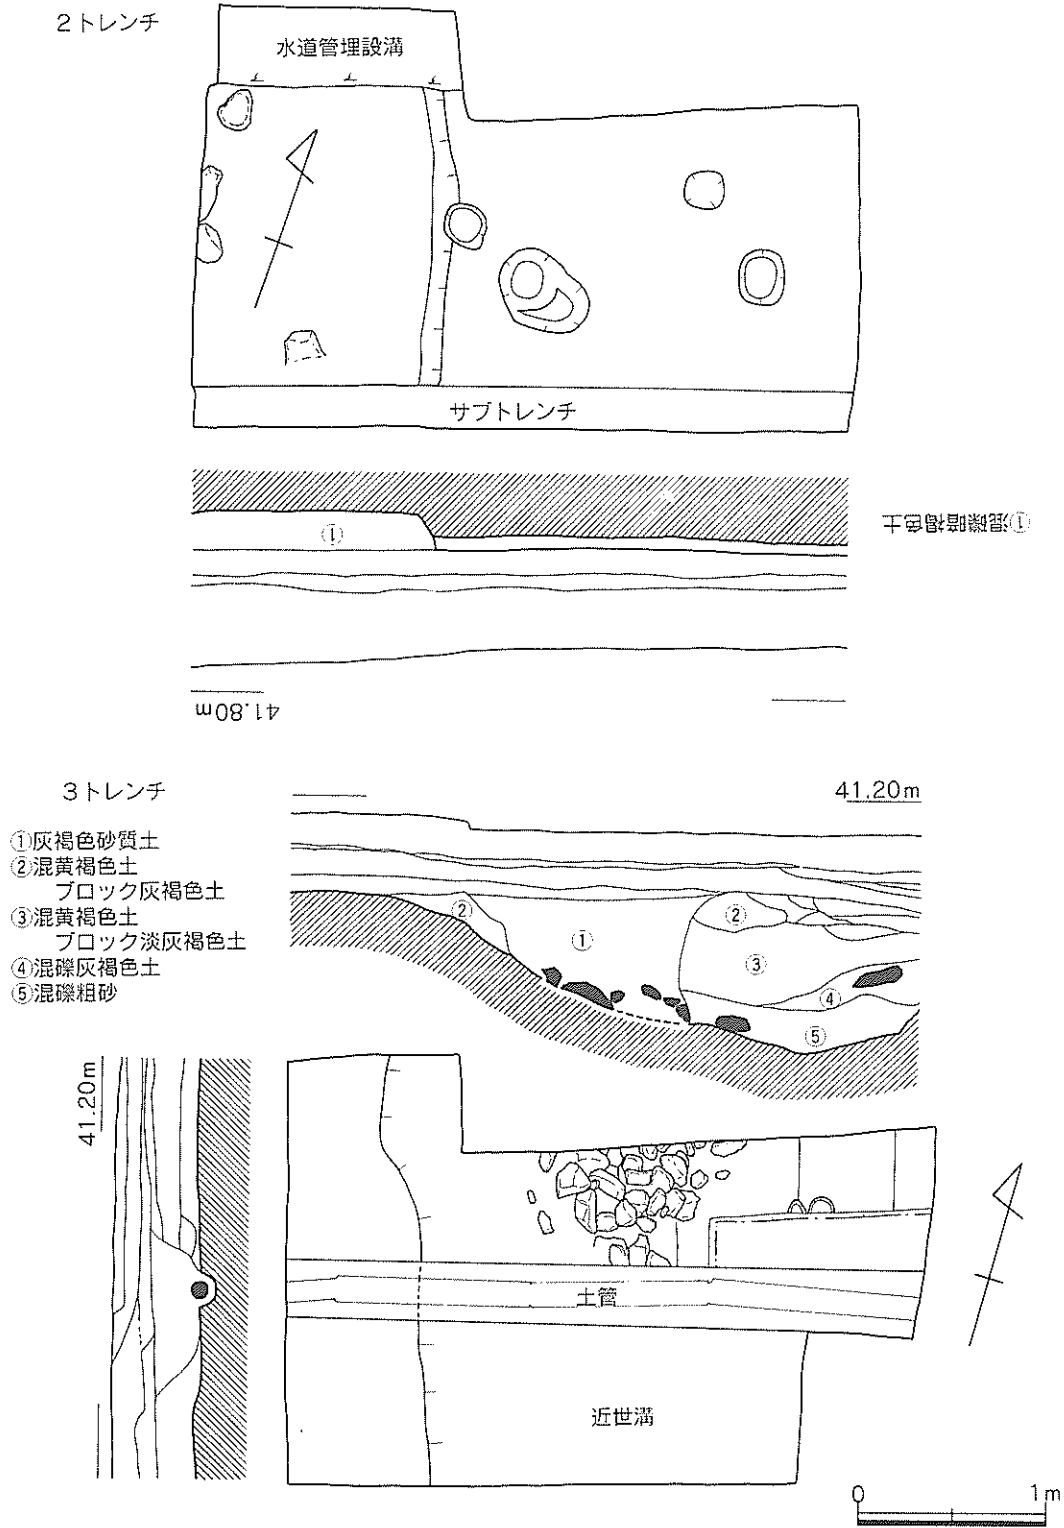 2トレンチ
水道管埋設溝
サブトレンチ
①
①混礫暗褐色土
41.80m
3トレンチ
41.20m
①灰褐色砂質土
②混黄褐色土
ブロック灰褐色土
③混黄褐色土
ブロック淡灰褐色土
④混礫灰褐色土
⑤混礫粗砂
②
②
①
③
④
⑤
41.20m
土管
近世溝
0 1m